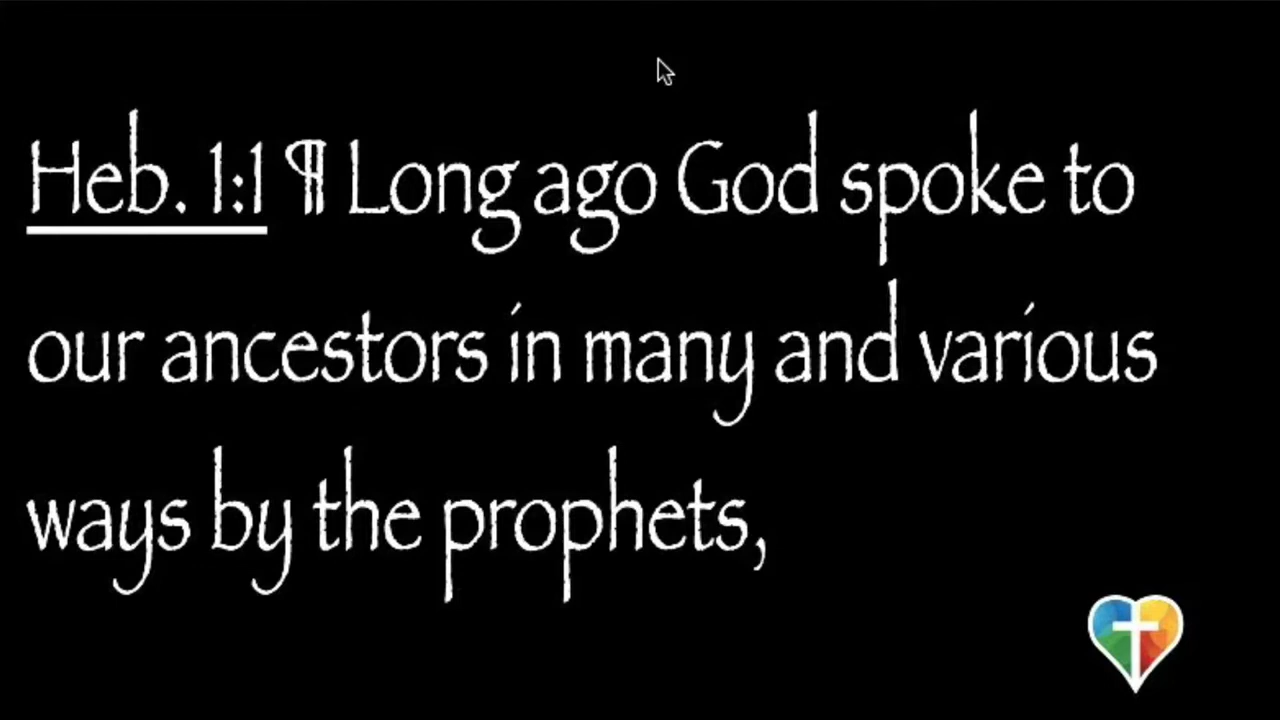 Heb. 1:1 ¶ Long ago God spoke to
our ancestors in many and various
ways by the prophets,